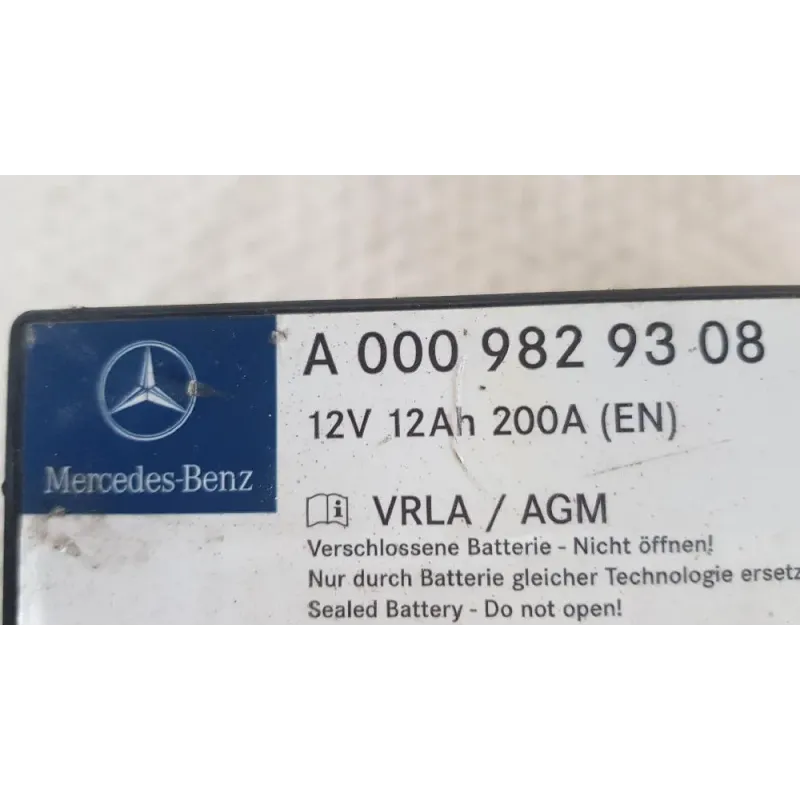 A 000 982 93 08
12V 12Ah 200A (EN)
Mercedes-Benz
VRLA / AGM
Verschlossene Batterie - Nicht öffnen!
Nur durch Batterie gleicher Technologie ersetz
Sealed Battery - Do not open!